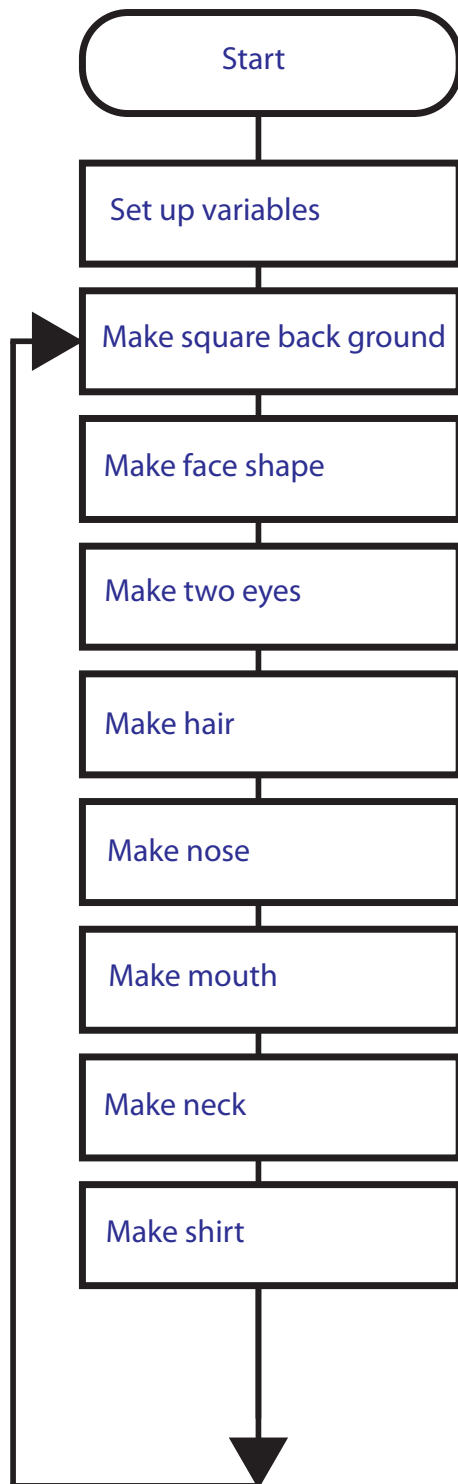 Start
Set up variables
Make square back ground
Make face shape
Make two eyes
Make hair
Make nose
Make mouth
Make neck
Make shirt